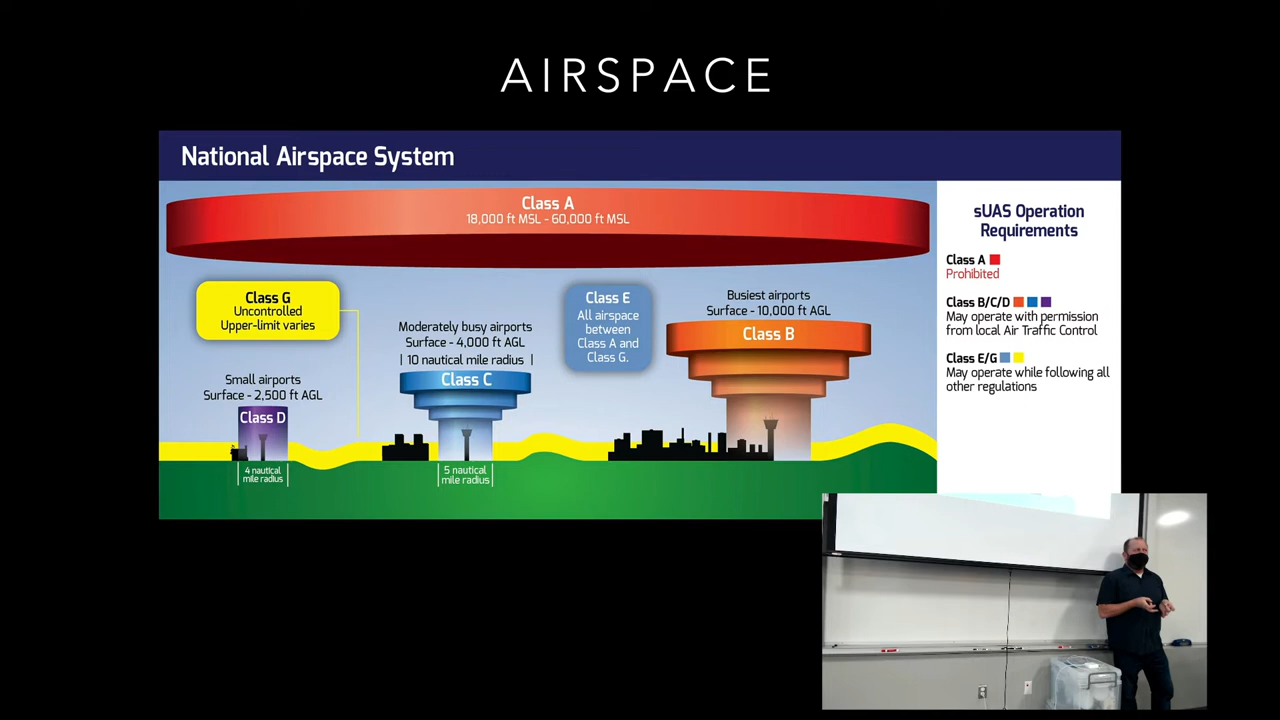 AIRSPACE
National Airspace System
Class A
18,000 ft MSL - 60,000 ft MSL
Class G
Uncontrolled
Upper-limit varies
Small airports
Surface - 2,500 ft AGL
Class D
4 nautical
mile radius
Moderately busy airports
Surface - 4,000 ft AGL
| 10 nautical mile radius |
Class C
5 nautical
mile radius
Class E
All airspace
between
Class A and
Class G.
Busiest airports
Surface - 10,000 ft AGL
Class B
sUAS Operation
Requirements
Class A
Prohibited
Class B/C/D
May operate with permission
from local Air Traffic Control
Class E/G
May operate while following all
other regulations